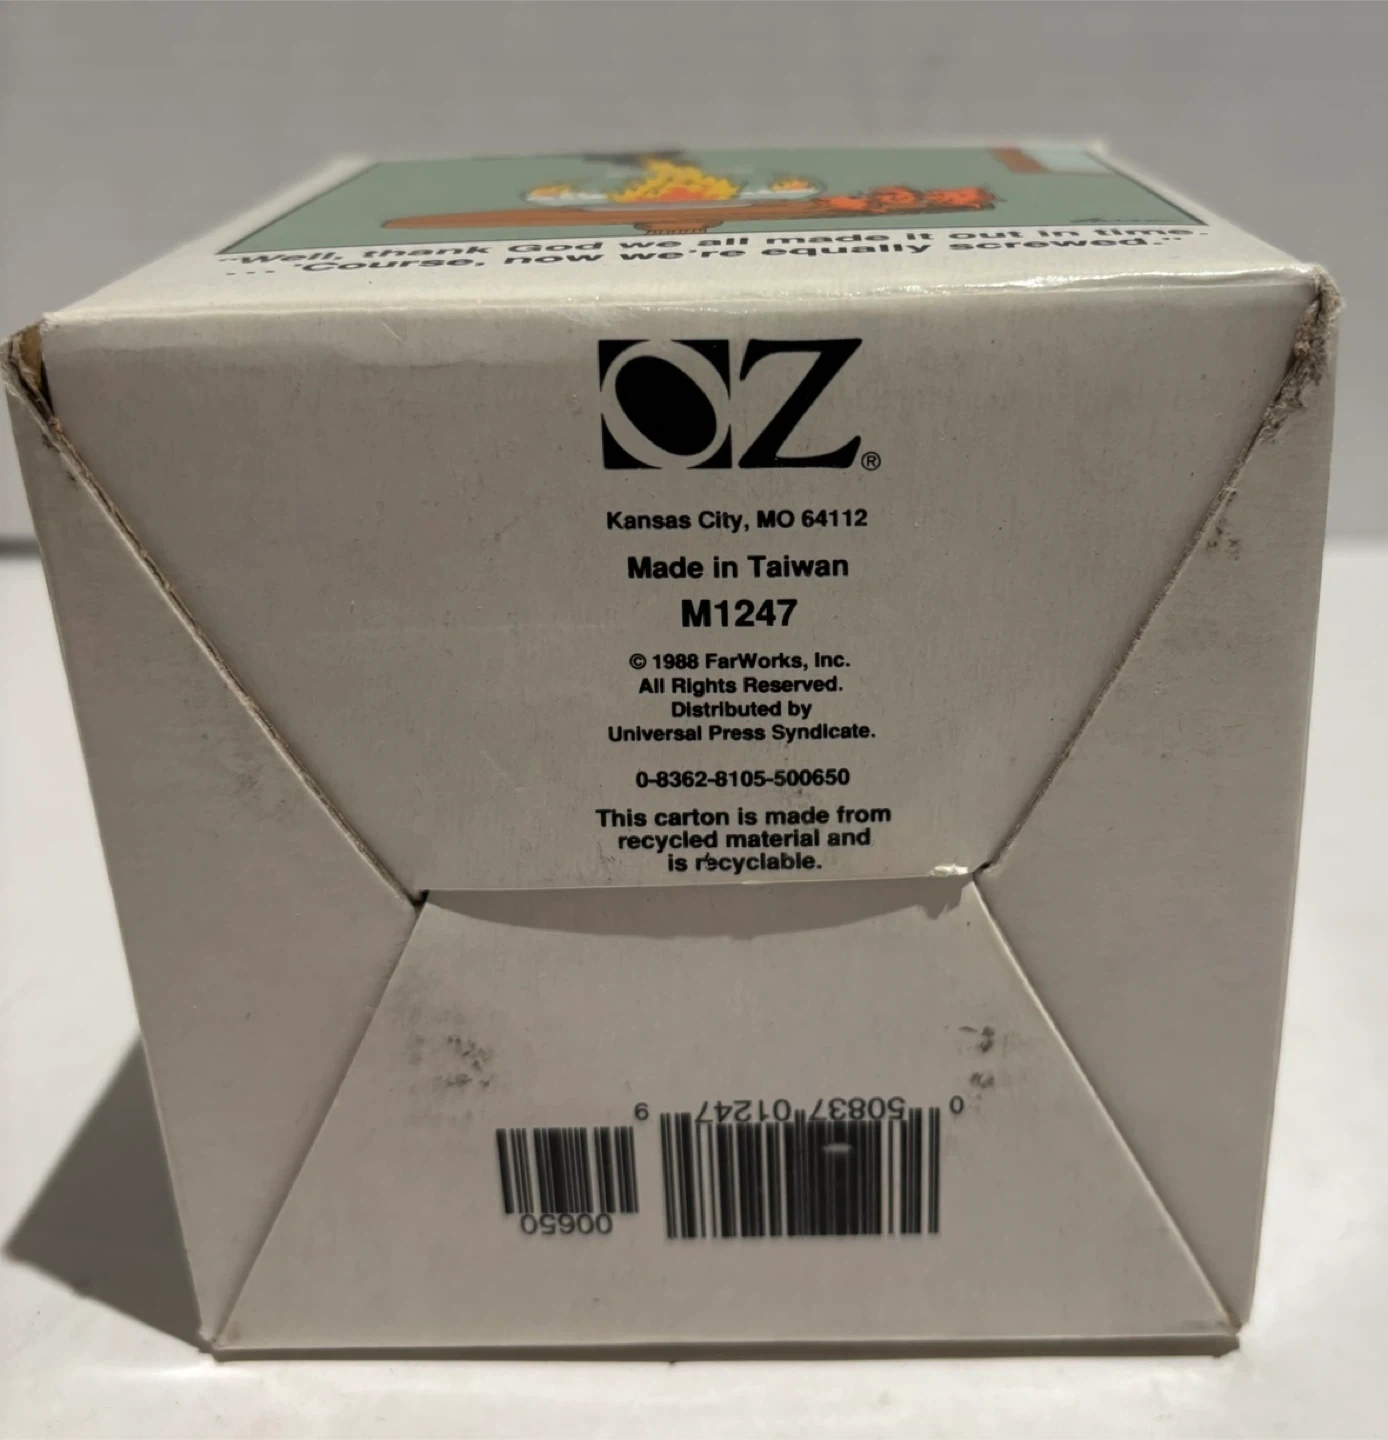 "Well, thank God we all made it out in time.
... 'Course, now we're equally screwed."
OZ®
Kansas City, MO 64112
Made in Taiwan
M1247
© 1988 FarWorks, Inc.
All Rights Reserved.
Distributed by
Universal Press Syndicate.
0-8362-8105-500650
This carton is made from
recycled material and
is recyclable.
0 50837 01247 9
00650